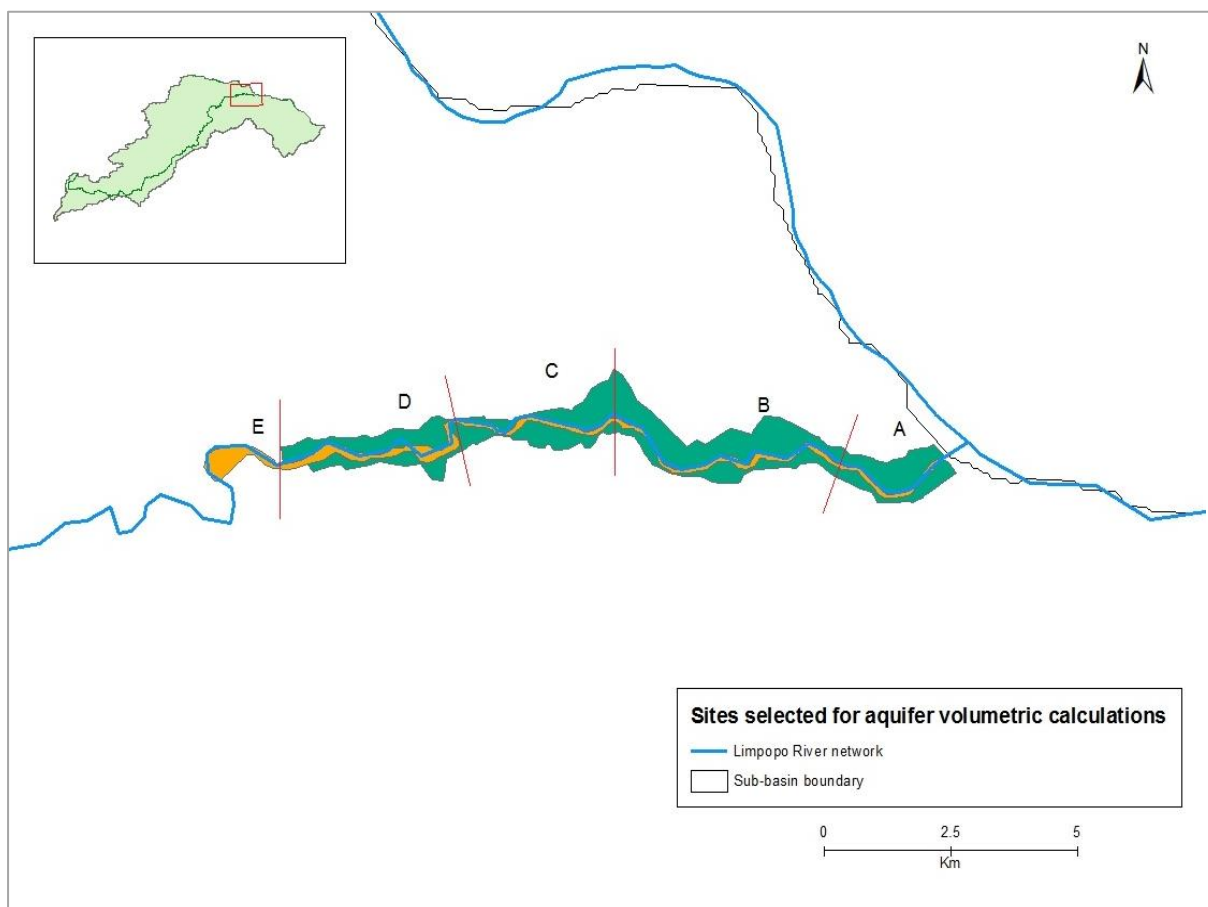 N
C
D
B
E
A
Sites selected for aquifer volumetric calculations
Limpopo River network
Sub-basin boundary
0 2.5 5
Km